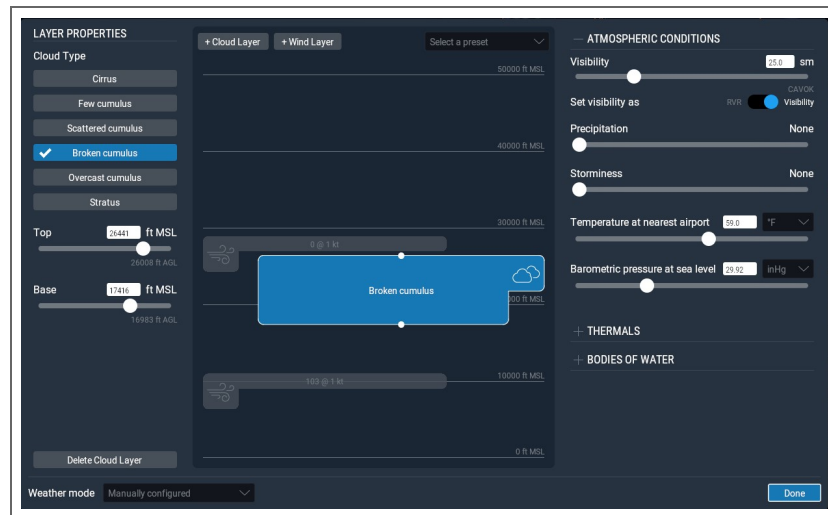 LAYER PROPERTIES
Cloud Type
Cirrus
Few cumulus
Scattered cumulus
Broken cumulus
Overcast cumulus
Stratus
Top 26441 ft MSL
26008 ft AGL
Base 17416 ft MSL
16983 ft AGL
Delete Cloud Layer
+ Cloud Layer + Wind Layer Select a preset
50000 ft MSL
40000 ft MSL
30000 ft MSL
0 @ 1 kt
Broken cumulus
000 ft MSL
10000 ft MSL
103 @ 1 kt
0 ft MSL
— ATMOSPHERIC CONDITIONS
Visibility 25.0 sm
CAVOK
Set visibility as RVR Visibility
Precipitation None
Storminess None
Temperature at nearest airport 59.0 °F
Barometric pressure at sea level 29.92 inHg
+ THERMALS
+ BODIES OF WATER
Weather mode Manually configured
Done